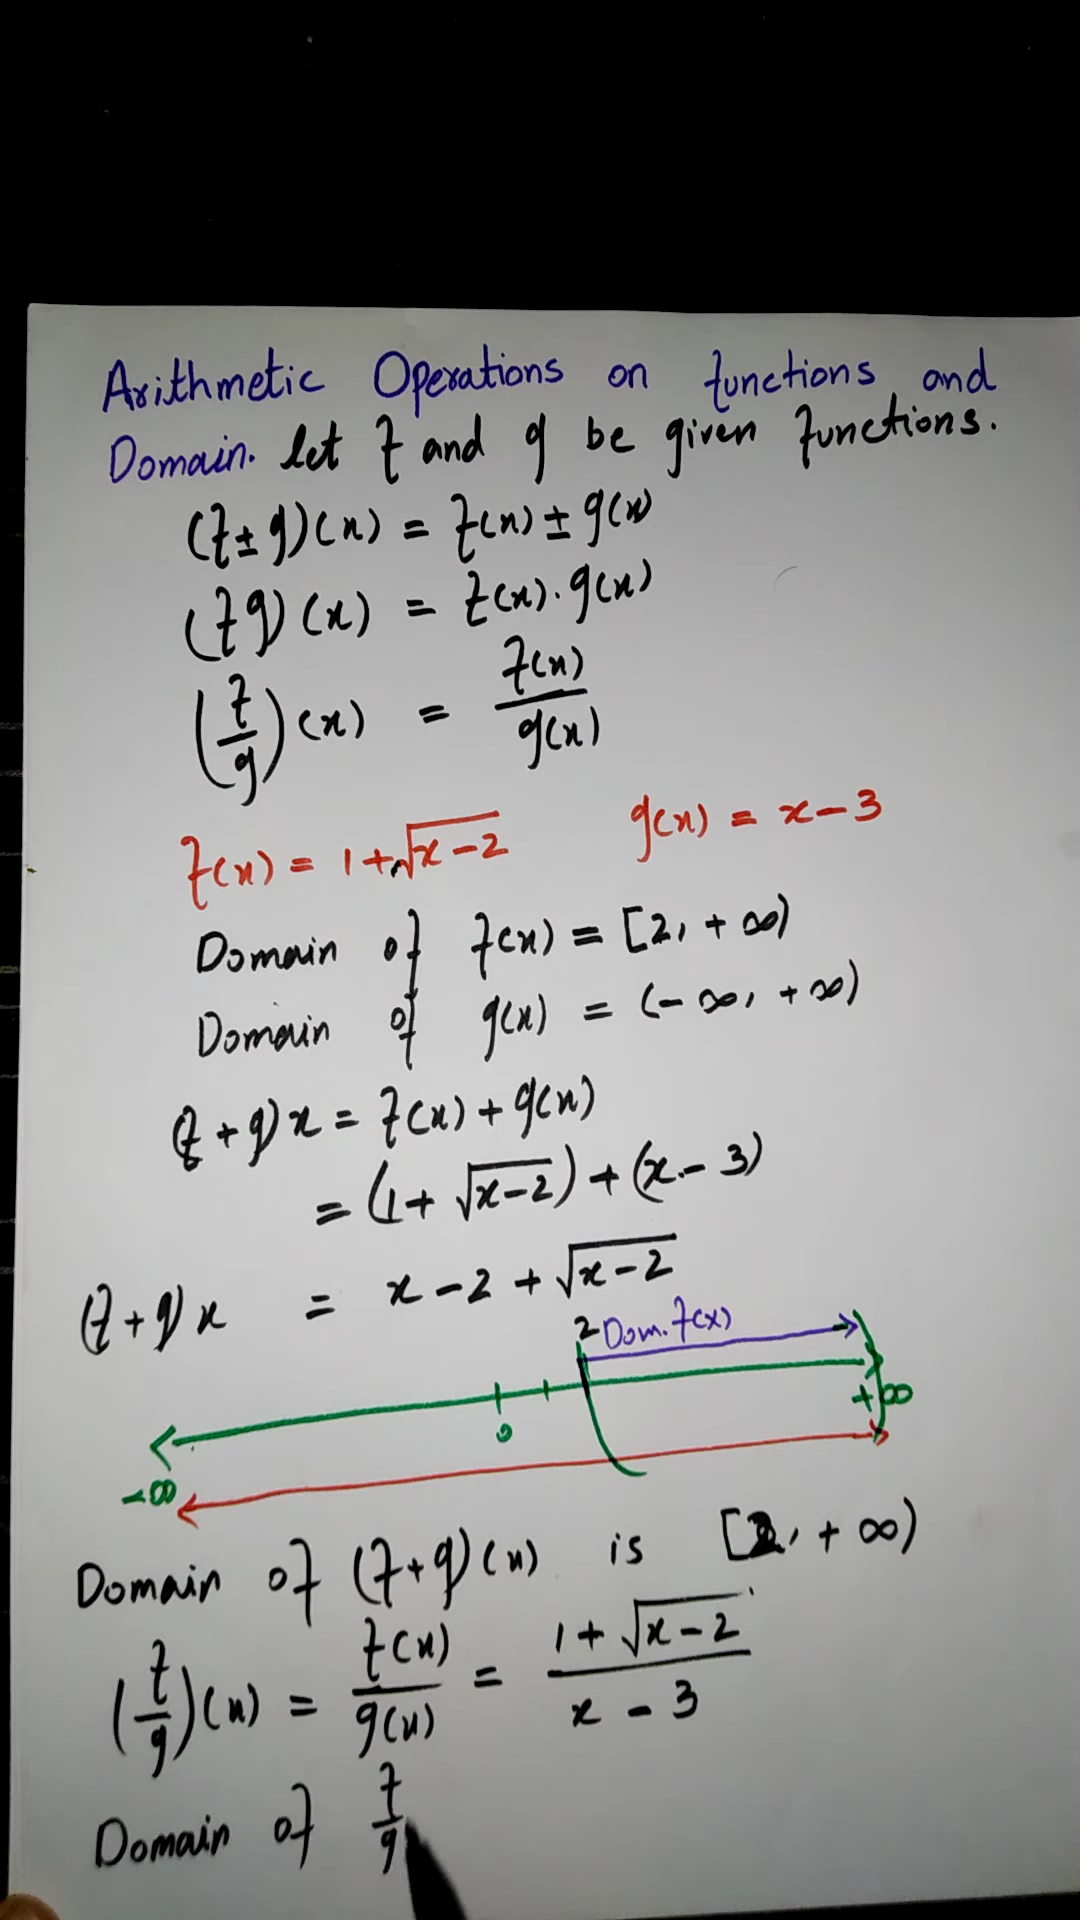 Arithmetic Operations on functions and
Domain. let f and g be given functions.
(f±g)(x) = f(x) ± g(x)
(fg)(x) = f(x).g(x)
(f/g)(x) = f(x)/g(x)
f(x) = 1+√x-2 g(x) = x-3
Domain of f(x) = [2, +∞)
Domain of g(x) = (-∞, +∞)
(f+g)x = f(x)+g(x)
= (1+√x-2)+(x-3)
(f+g)x = x-2+√x-2
2 Dom.f(x)
-∞ 0 +∞
Domain of (f+g)(x) is [2, +∞)
(f/g)(x) = f(x)/g(x) = 1+√x-2/x-3
Domain of f/g